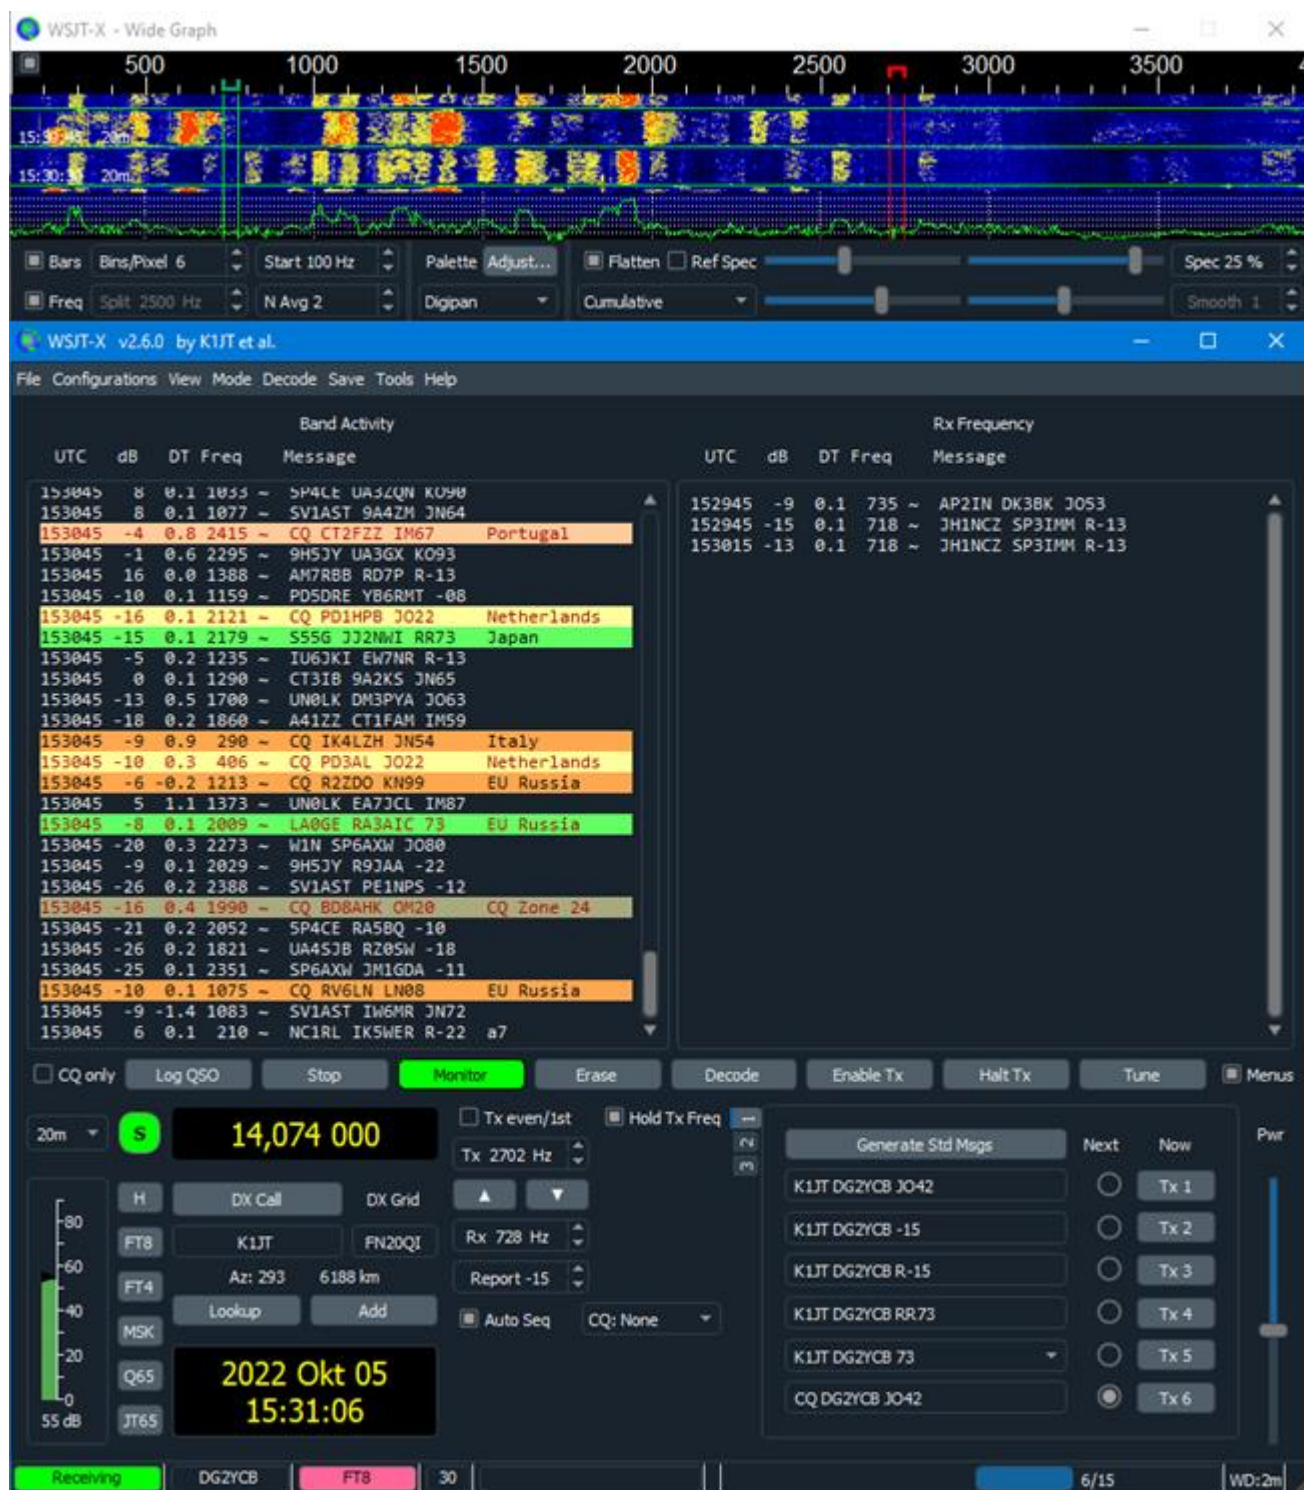 WSJT-X - Wide Graph
500 1000 1500 2000 2500 3000 3500 4
15:30:45 20m
15:30:30 20m
Bars Bins/Pixel 6 Start 100 Hz Palette Adjust... Flatten Ref Spec Spec 25 %
Freq Split 2500 Hz N Avg 2 Digipan Cumulative Smooth 1
WSJT-X v2.6.0 by K1JT et al.
File Configurations View Mode Decode Save Tools Help
Band Activity
UTC dB DT Freq Message
153045 8 0.1 1033 ~ 5P4CE UA3ZQN KO90
153045 8 0.1 1077 ~ SV1AST 9A4ZM JN64
153045 -4 0.8 2415 ~ CQ CT2FZZ IM67 Portugal
153045 -1 0.6 2295 ~ 9H5JY UA3GX KO93
153045 16 0.0 1388 ~ AM7RBB RD7P R-13
153045 -10 0.1 1159 ~ PD5DRE YB6RMT -08
153045 -16 0.1 2121 ~ CQ PD1HPB JO22 Netherlands
153045 -15 0.1 2179 ~ S55G JJ2NWI RR73 Japan
153045 -5 0.2 1235 ~ IU6JKI EW7NR R-13
153045 0 0.1 1290 ~ CT3IB 9A2KS JN65
153045 -13 0.5 1700 ~ UN0LK DM3PYA JO63
153045 -18 0.2 1860 ~ A41ZZ CT1FAM IM59
153045 -9 0.9 290 ~ CQ IK4LZH JN54 Italy
153045 -10 0.3 406 ~ CQ PD3AL JO22 Netherlands
153045 -6 -0.2 1213 ~ CQ R2ZDO KN99 EU Russia
153045 5 1.1 1373 ~ UN0LK EA7JCL IM87
153045 -8 0.1 2009 ~ LA0GE RA3AIC 73 EU Russia
153045 -20 0.3 2273 ~ W1N SP6AXW JO80
153045 -9 0.1 2029 ~ 9H5JY R9JAA -22
153045 -26 0.2 2388 ~ SV1AST PE1NPS -12
153045 -16 0.4 1990 ~ CQ BD8AHK OM20 CQ Zone 24
153045 -21 0.2 2052 ~ 5P4CE RA5BQ -10
153045 -26 0.2 1821 ~ UA4SJB RZ0SW -18
153045 -25 0.1 2351 ~ SP6AXW JM1GDA -11
153045 -10 0.1 1075 ~ CQ RV6LN LN08 EU Russia
153045 -9 -1.4 1083 ~ SV1AST IW6MR JN72
153045 6 0.1 210 ~ NC1RL IK5WER R-22 a7
Rx Frequency
UTC dB DT Freq Message
152945 -9 0.1 735 ~ AP2IN DK3BK JO53
152945 -15 0.1 718 ~ JH1NCZ SP3IMM R-13
153015 -13 0.1 718 ~ JH1NCZ SP3IMM R-13
CQ only Log QSO Stop Monitor Erase Decode Enable Tx Halt Tx Tune Menus
20m S 14,074 000
Tx even/1st Hold Tx Freq 1
Tx 2702 Hz 2
3
Rx 728 Hz
Report -15
Auto Seq CQ: None
H DX Call DX Grid
FT8 K1JT FN20QI
FT4 Az: 293 6188 km
Lookup Add
MSK
Q65 2022 Okt 05
JT65 15:31:06
80
60
40
20
0
55 dB
Generate Std Msgs Next Now Pwr
K1JT DG2YCB JO42 Tx 1
K1JT DG2YCB -15 Tx 2
K1JT DG2YCB R-15 Tx 3
K1JT DG2YCB RR73 Tx 4
K1JT DG2YCB 73 Tx 5
CQ DG2YCB JO42 Tx 6
Receiving DG2YCB FT8 30 6/15 WD:2m